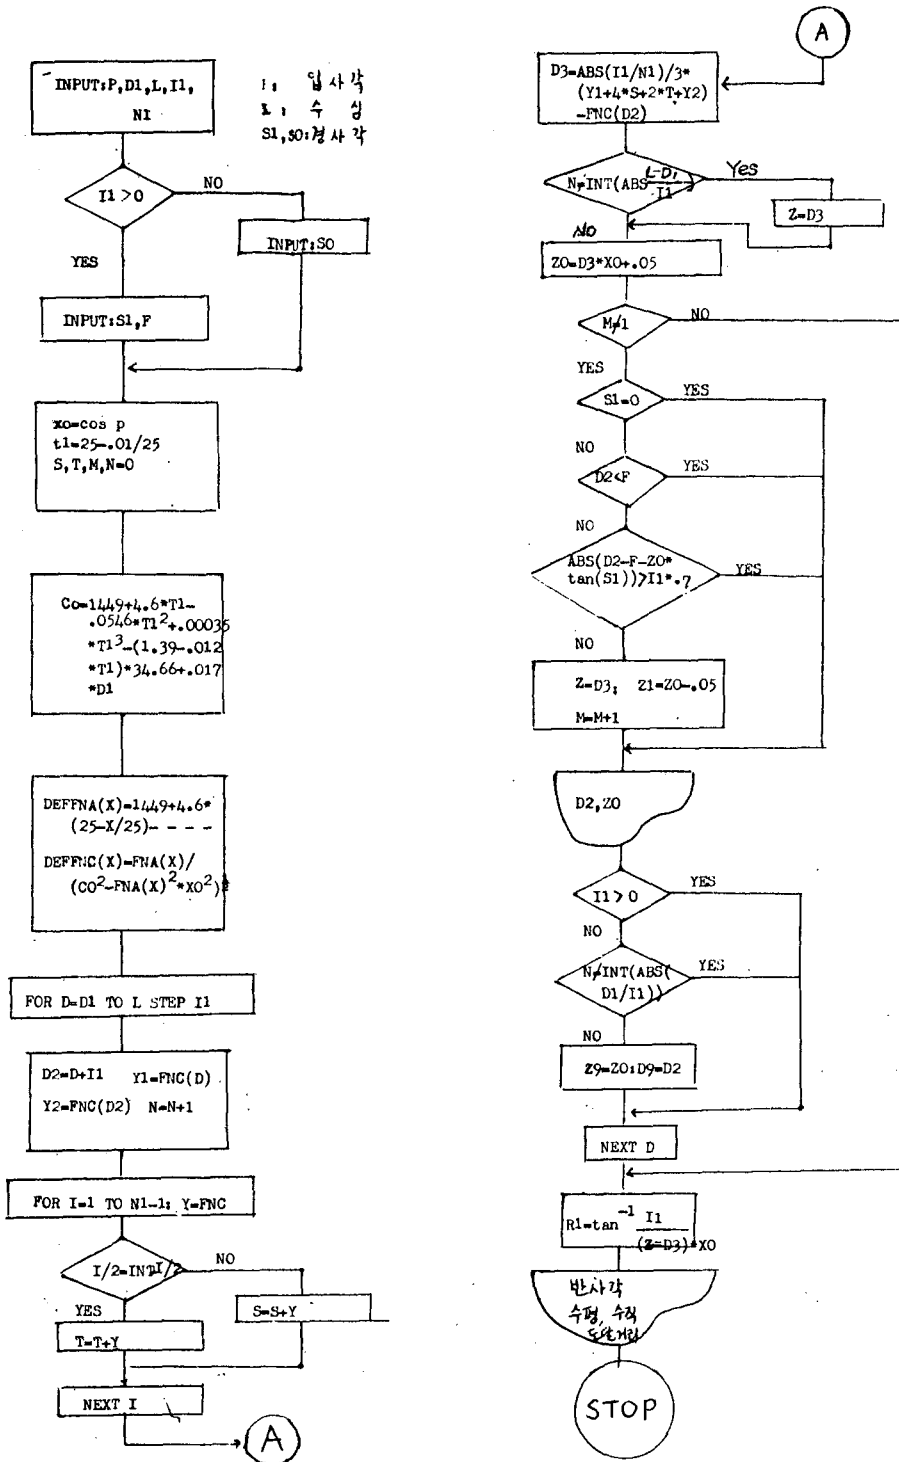 INPUT:P,D1,L,I1,
N1
입사각
수 심
S1,S0:경사각
I1>0
NO
INPUT:S0
YES
INPUT:S1,F
xo=cos p
t1=25-.01/25
S,T,M,N=0
Co=1449+4.6*T1-
.0546*T1²+.00035
*T1³-(1.39-.012
*T1)*34.66+.017
*D1
DEFFNA(X)=1449+4.6*
(25-X/25)- - - -
DEFFNC(X)=FNA(X)/
(CO²-FNA(X)²*XO²)
FOR D=D1 TO L STEP I1
D2=D+I1 Y1=FNC(D)
Y2=FNC(D2) N=N+1
FOR I=1 TO N1-1: Y=FNC
I/2=INT I/2
NO
YES
S=S+Y
T=T+Y
NEXT I
A
A
D3=ABS(I1/N1)/3*
(Y1+4*S+2*T+Y2)
-FNC(D2)
N≠INT(ABS L-D1/I1)
Yes
Z=D3
NO
ZO=D3*XO+.05
M≠1
NO
YES
S1=0
YES
NO
D2<F
YES
NO
ABS(D2-F-ZO*
tan(S1))>I1*.7
YES
NO
Z=D3; Z1=ZO-.05
M=M+1
D2,ZO
I1>0
YES
NO
N≠INT(ABS(
D1/I1))
YES
NO
Z9=ZO:D9=D2
NEXT D
R1=tan⁻¹ I1/(Z=D3)*XO
반사각
수평, 수직
도달거리
STOP